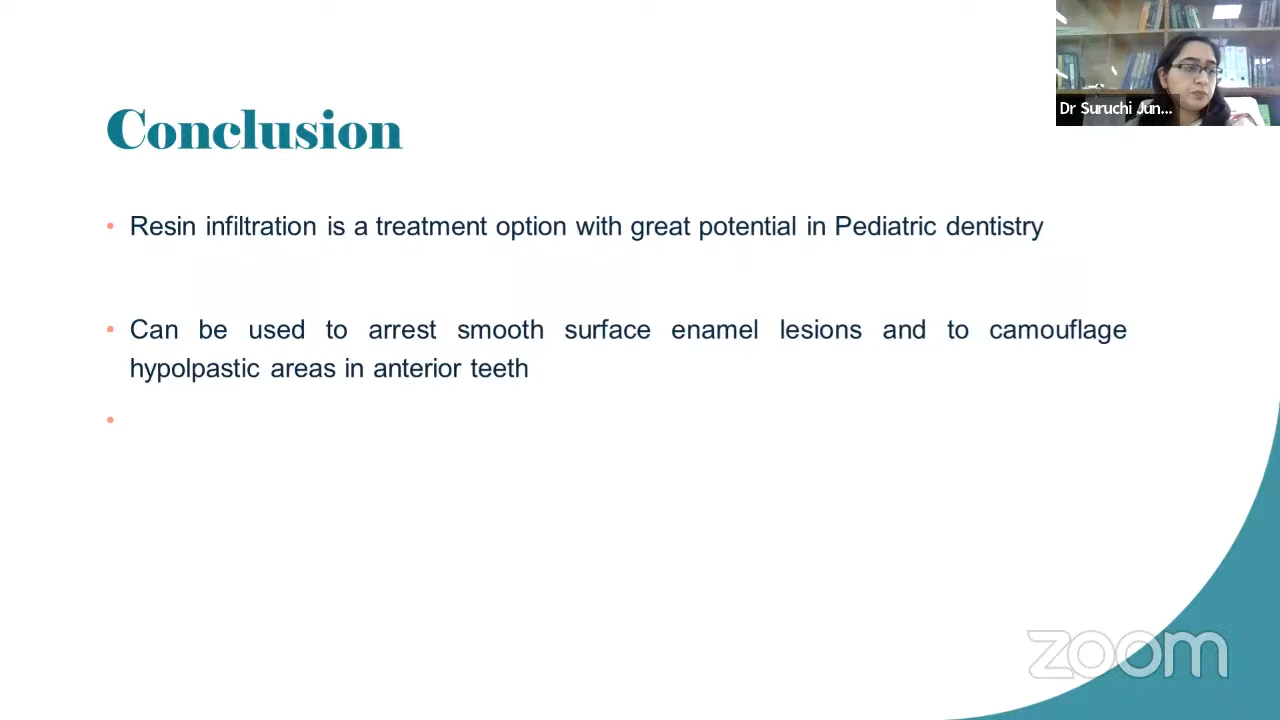 Dr Suruchi Jun...
Conclusion
• Resin infiltration is a treatment option with great potential in Pediatric dentistry
• Can be used to arrest smooth surface enamel lesions and to camouflage
hypolpastic areas in anterior teeth
•
zoom